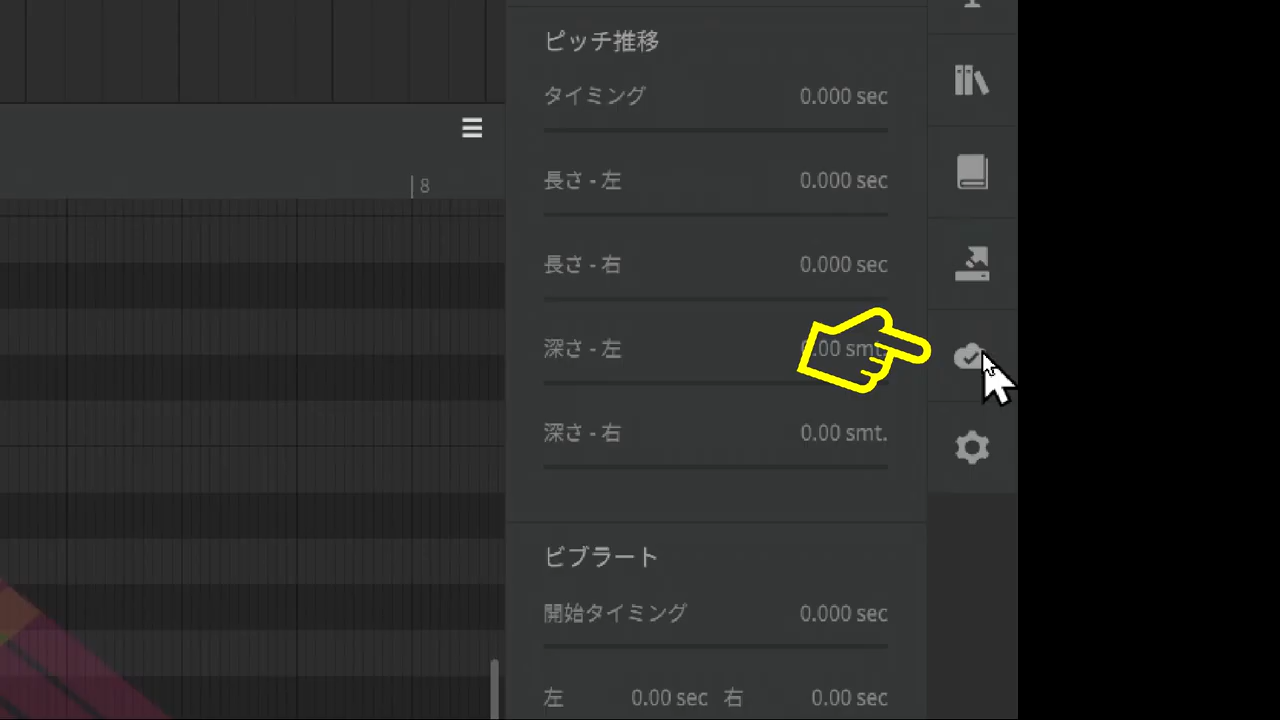 ピッチ推移
タイミング 0.000 sec
8
長さ - 左 0.000 sec
長さ - 右 0.000 sec
深さ - 左 0.00 smt.
深さ - 右 0.00 smt.
ビブラート
開始タイミング 0.000 sec
左 0.00 sec 右 0.00 sec